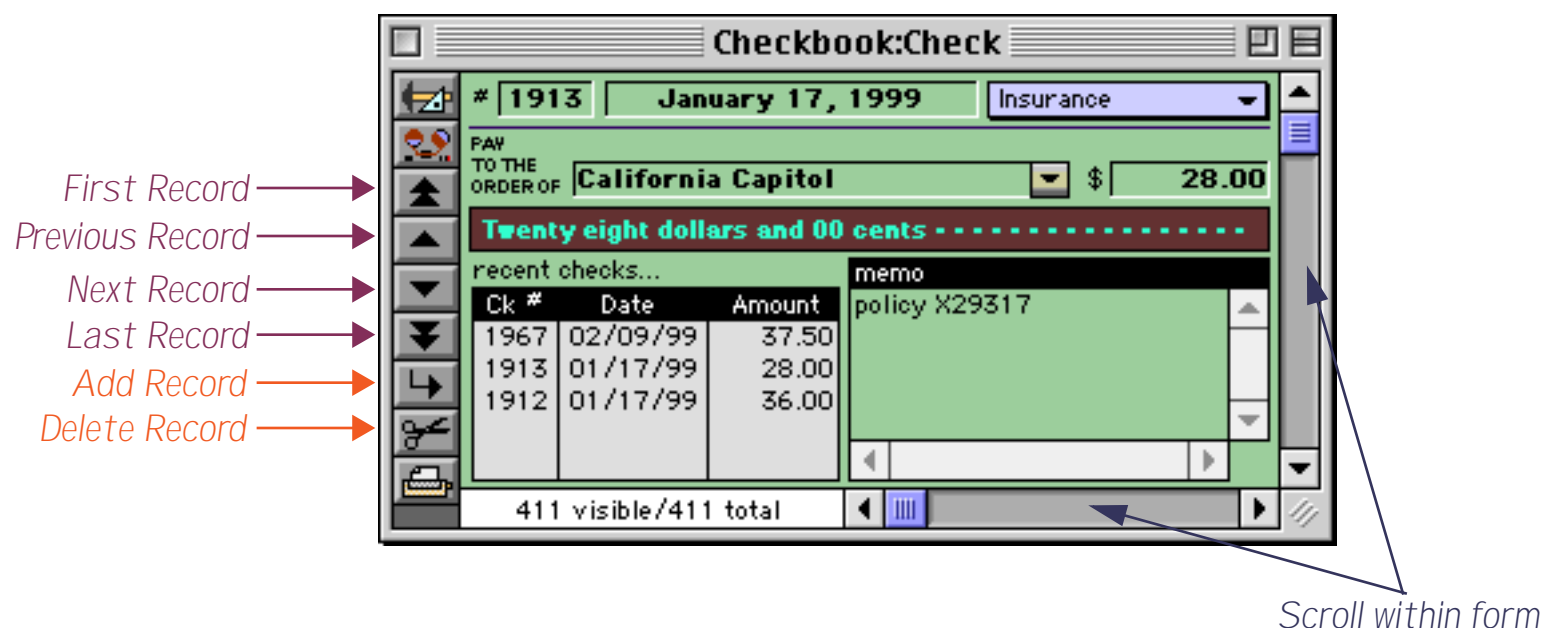 Checkbook:Check
# 1913 January 17, 1999 Insurance
PAY
TO THE
ORDER OF California Capitol $ 28.00
Twenty eight dollars and 00 cents - - - - - - - - - - - - - - - - -
recent checks...
Ck # Date Amount
1967 02/09/99 37.50
1913 01/17/99 28.00
1912 01/17/99 36.00
memo
policy X29317
411 visible/411 total
First Record
Previous Record
Next Record
Last Record
Add Record
Delete Record
Scroll within form